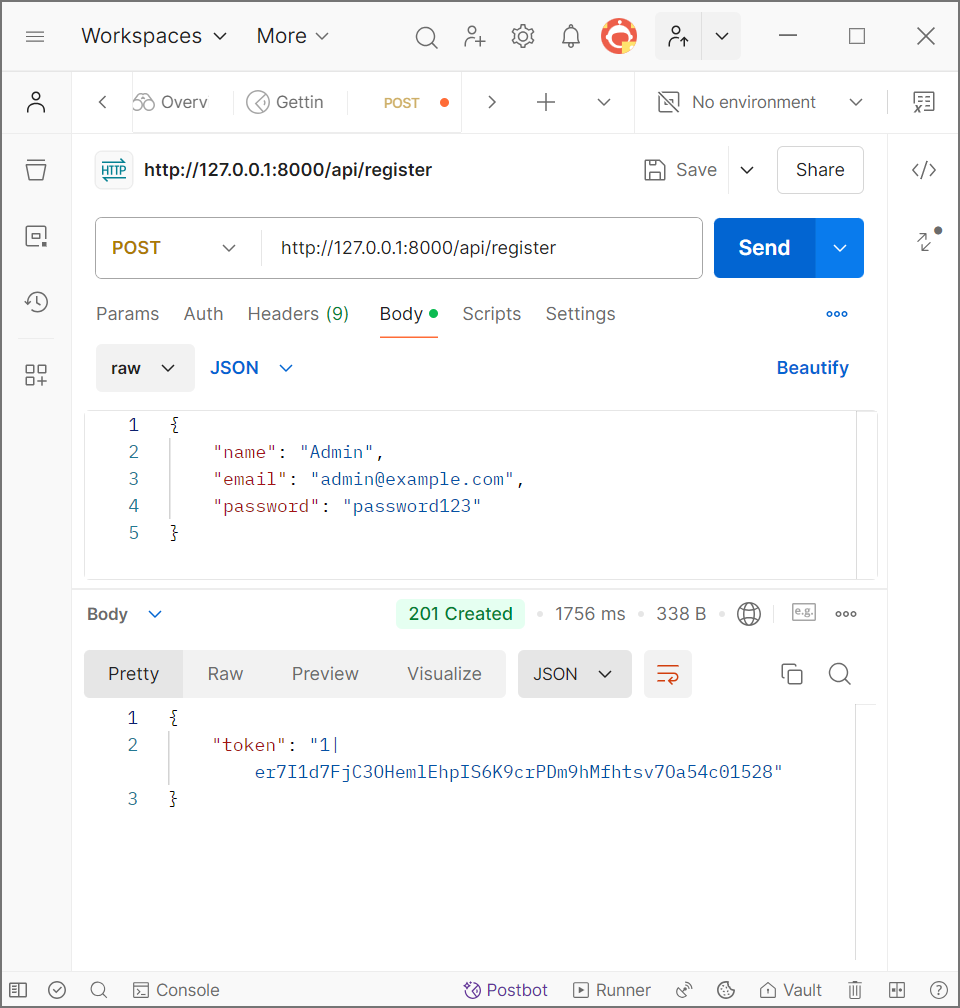 Workspaces More
Overv Gettin POST No environment
HTTP http://127.0.0.1:8000/api/register Save Share
POST http://127.0.0.1:8000/api/register Send
Params Auth Headers (9) Body Scripts Settings
raw JSON Beautify
1 {
2 "name": "Admin",
3 "email": "admin@example.com",
4 "password": "password123"
5 }
Body 201 Created 1756 ms 338 B e.g.
Pretty Raw Preview Visualize JSON
1 {
2 "token": "1|
er7I1d7FjC3OHemlEhpIS6K9crPDm9hMfhtsv7Oa54c01528"
3 }
Console Postbot Runner Vault